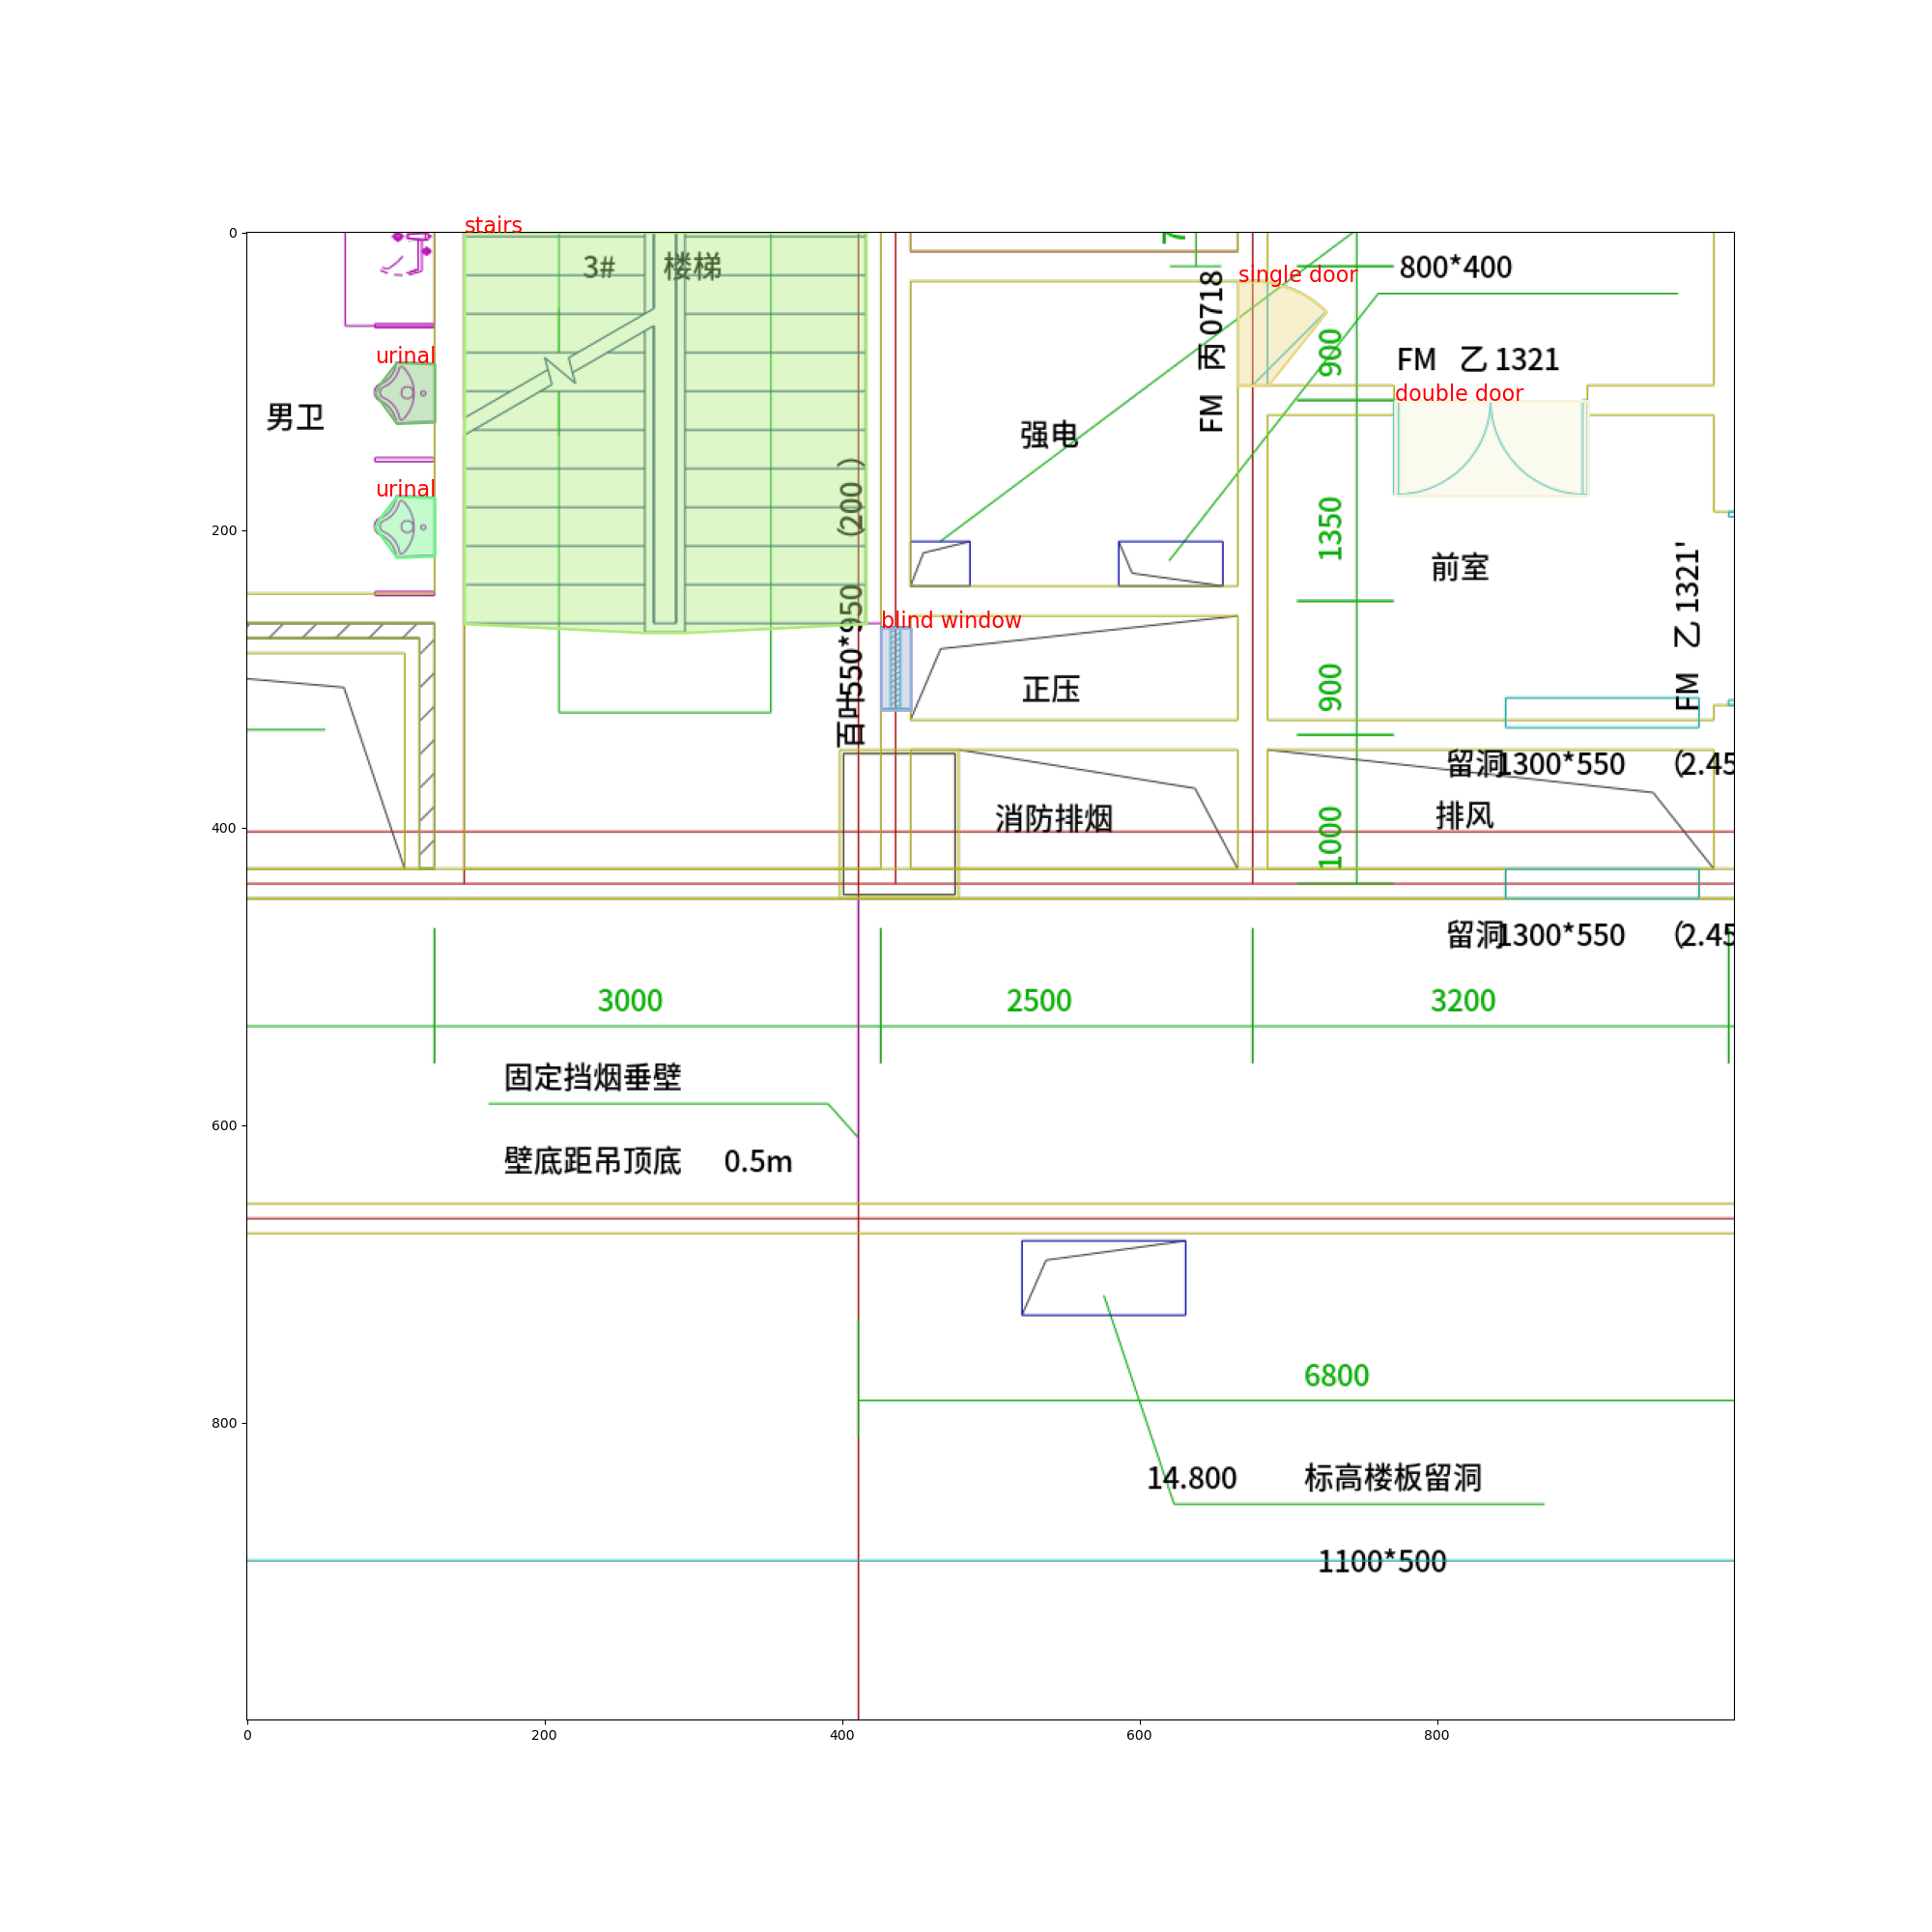 stairs
3# 楼梯
7
single door
800*400
FM 丙 0718
900
FM 乙 1321
urinal
double door
男卫
强电
urinal
1350
前室
百叶550*950 (200 )
blind window
FM 乙 1321'
正压
900
留洞1300*550 (2.45
消防排烟
1000
排风
留洞1300*550 (2.45
3000
2500
3200
固定挡烟垂壁
壁底距吊顶底 0.5m
6800
14.800 标高楼板留洞
1100*500
0
200
400
600
800
0
200
400
600
800